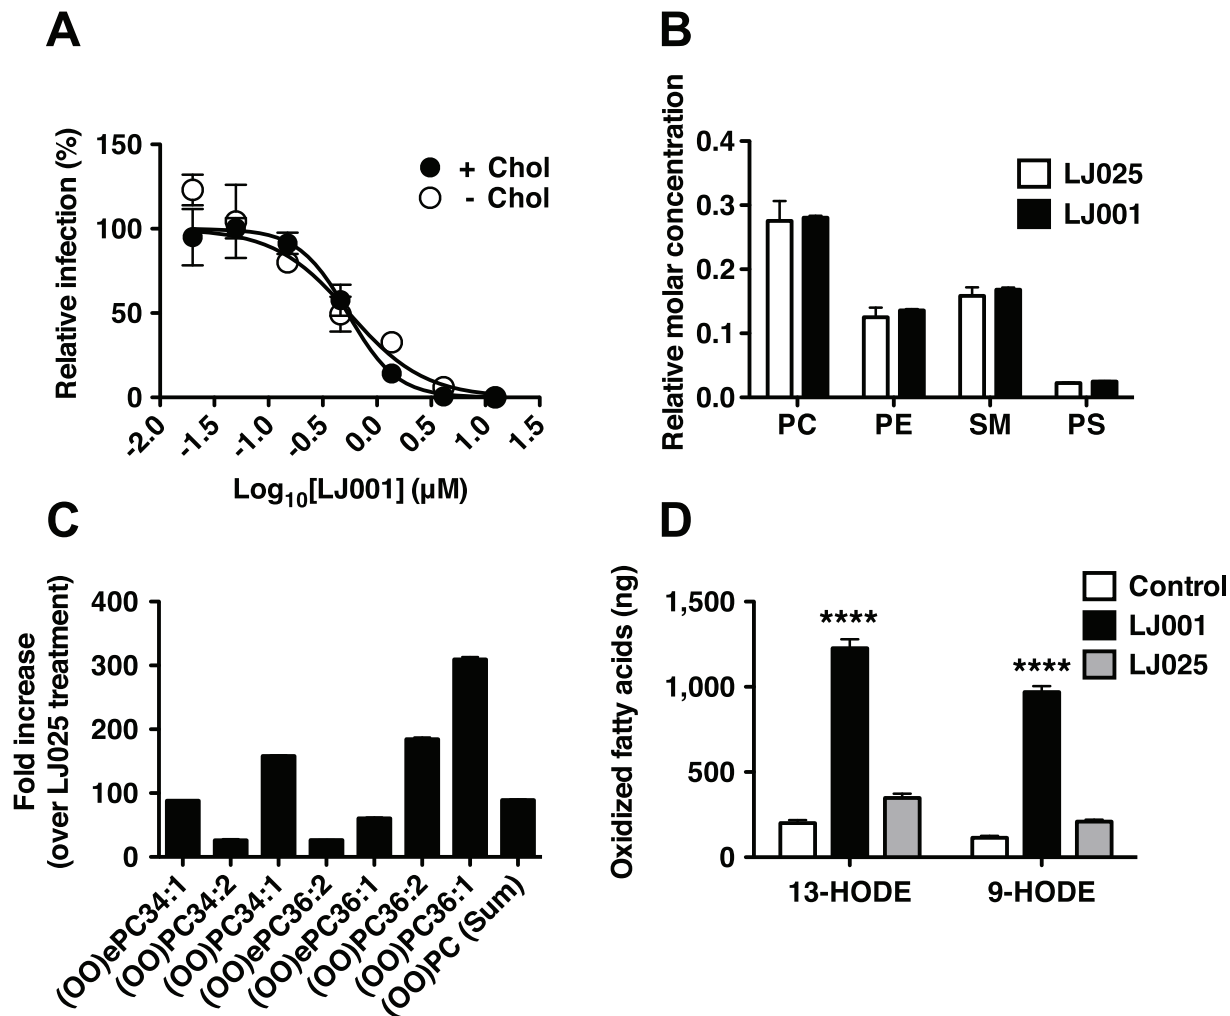 A
Relative infection (%)
150
100
50
0
-2.0
-1.5
-1.0
-0.5
0.0
0.5
1.0
1.5
Log10[LJ001] (µM)
+ Chol
- Chol
B
Relative molar concentration
0.4
0.3
0.2
0.1
0.0
PC
PE
SM
PS
LJ025
LJ001
C
Fold increase
(over LJ025 treatment)
400
300
200
100
0
(OO)ePC34:1
(OO)PC34:2
(OO)PC34:1
(OO)ePC36:2
(OO)ePC36:1
(OO)PC36:2
(OO)PC36:1
(OO)PC (Sum)
D
Oxidized fatty acids (ng)
1,500
1,000
500
0
****
****
13-HODE
9-HODE
Control
LJ001
LJ025